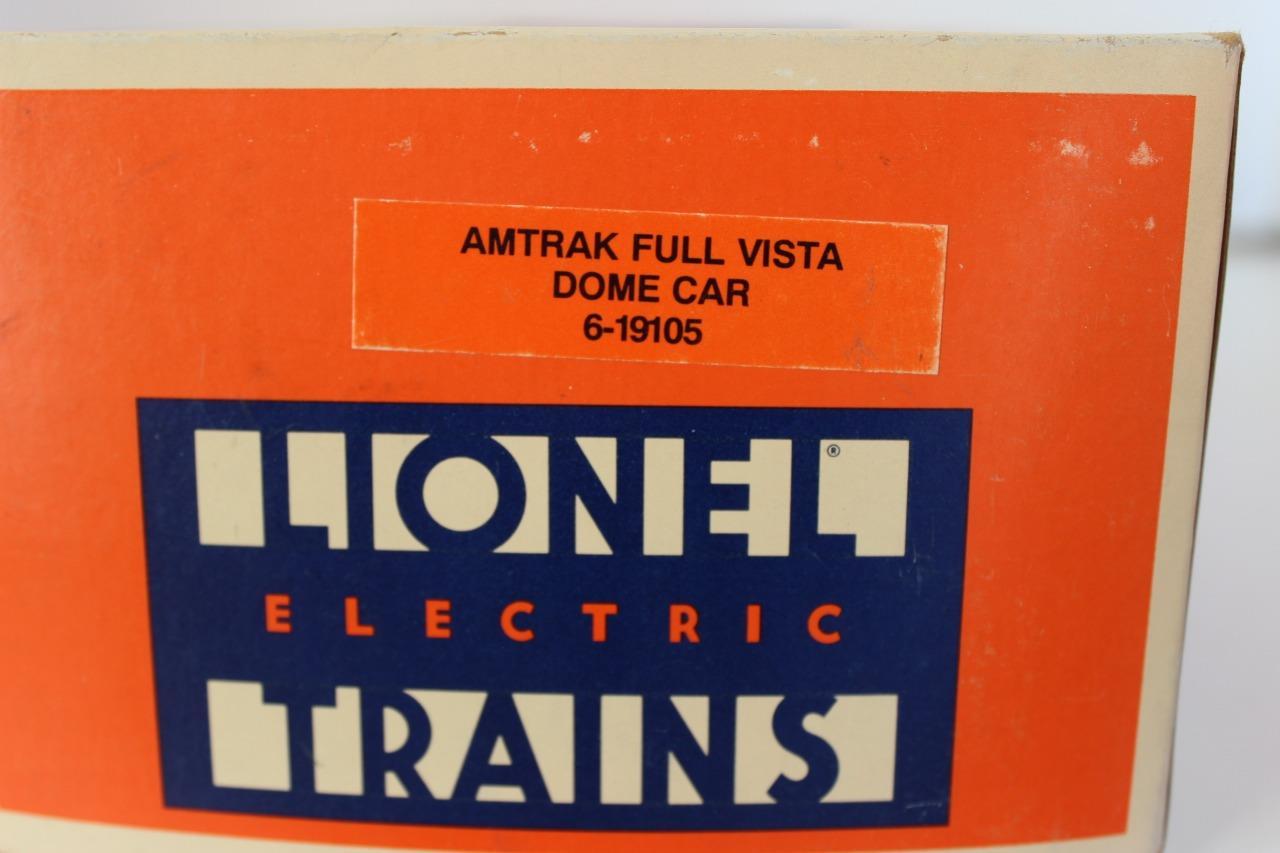 AMTRAK FULL VISTA
DOME CAR
6-19105
LIONEL®
ELECTRIC
TRAINS